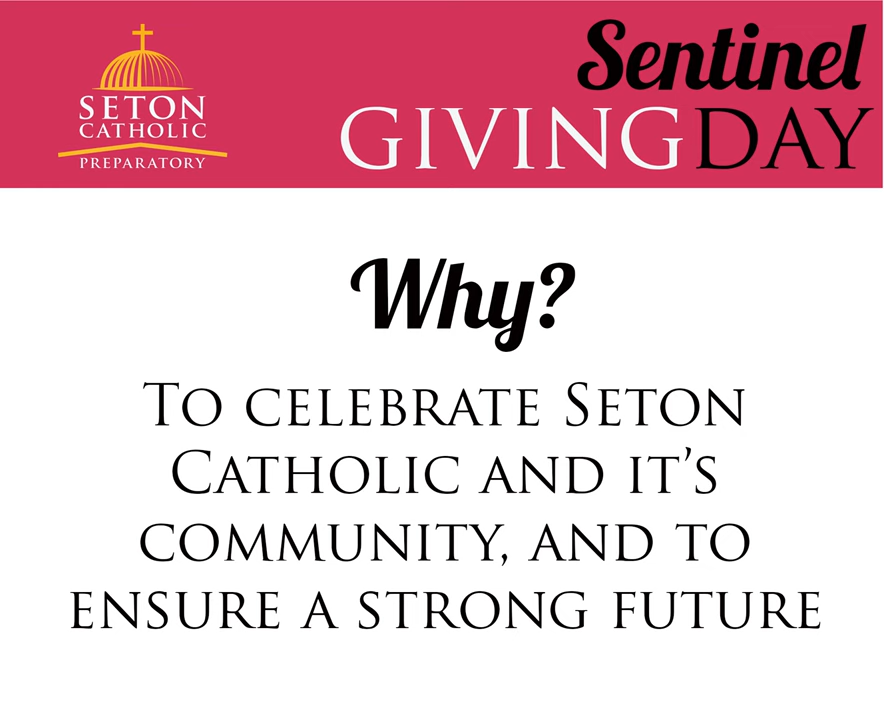 SETON
CATHOLIC
PREPARATORY
Sentinel
GIVINGDAY
Why?
To celebrate Seton
Catholic and it's
community, and to
ensure a strong future